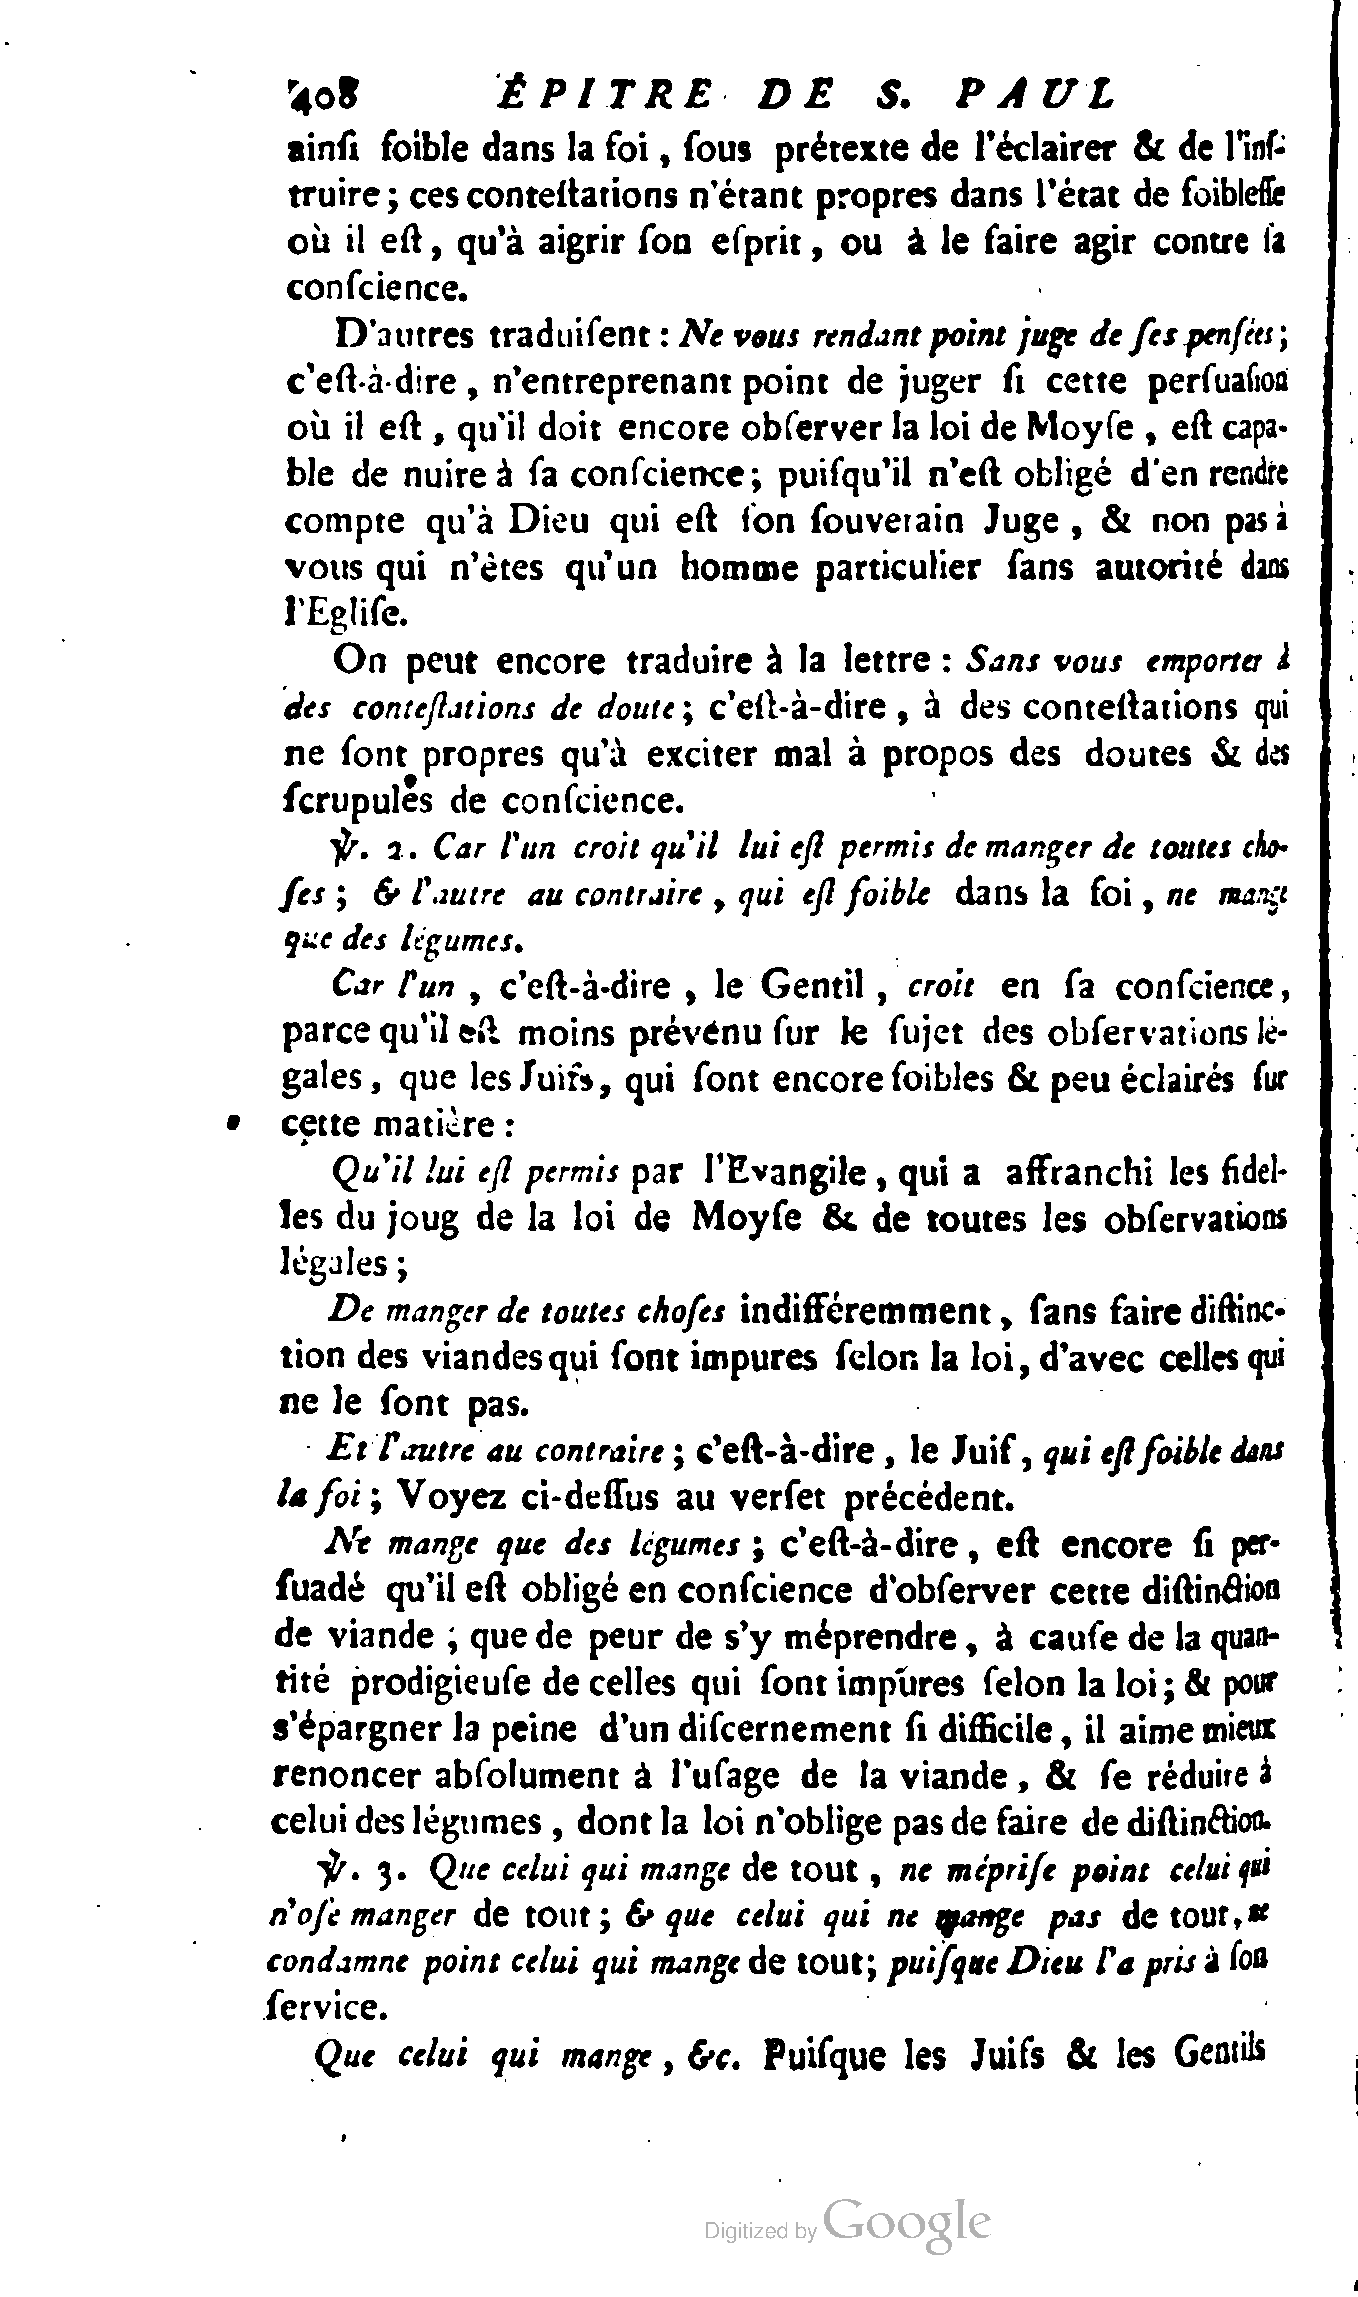 408 ÉPITRE DE S. PAUL
ainſi foible dans la foi, ſous prétexte de l'éclairer & de l'inſ-
truire; ces conteſtations n'étant propres dans l'état de foibleſſe
où il eſt, qu'à aigrir ſon eſprit, ou à le faire agir contre ſa
conſcience.
D'autres traduiſent: Ne vous rendant point juge de ſes penſées;
c'eſt-à-dire, n'entreprenant point de juger ſi cette perſuaſion
où il eſt, qu'il doit encore obſerver la loi de Moyſe, eſt capa-
ble de nuire à ſa conſcience; puiſqu'il n'eſt obligé d'en rendre
compte qu'à Dieu qui eſt ſon ſouverain Juge, & non pas à
vous qui n'êtes qu'un homme particulier ſans autorité dans
l'Egliſe.
On peut encore traduire à la lettre: Sans vous emporter à
des conteſtations de doute; c'eſt-à-dire, à des conteſtations qui
ne ſont propres qu'à exciter mal à propos des doutes & des
ſcrupules de conſcience.
℣. 2. Car l'un croit qu'il lui eſt permis de manger de toutes cho-
ſes; & l'autre au contraire, qui eſt foible dans la foi, ne mange
que des légumes.
Car l'un, c'eſt-à-dire, le Gentil, croit en ſa conſcience,
parce qu'il eſt moins prévenu ſur le ſujet des obſervations lé-
gales, que les Juifs, qui ſont encore foibles & peu éclairés ſur
cette matière:
Qu'il lui eſt permis par l'Evangile, qui a affranchi les fidel-
les du joug de la loi de Moyſe & de toutes les obſervations
légales;
De manger de toutes choſes indifféremment, ſans faire diſtinc-
tion des viandes qui ſont impures ſelon la loi, d'avec celles qui
ne le ſont pas.
Et l'autre au contraire; c'eſt-à-dire, le Juif, qui eſt foible dans
la foi; Voyez ci-deſſus au verſet précédent.
Ne mange que des légumes; c'eſt-à-dire, eſt encore ſi per-
ſuadé qu'il eſt obligé en conſcience d'obſerver cette diſtinction
de viande; que de peur de s'y méprendre, à cauſe de la quan-
tité prodigieuſe de celles qui ſont impures ſelon la loi; & pour
s'épargner la peine d'un diſcernement ſi difficile, il aime mieux
renoncer abſolument à l'uſage de la viande, & ſe réduire à
celui des légumes, dont la loi n'oblige pas de faire de diſtinction.
℣. 3. Que celui qui mange de tout, ne mépriſe point celui qui
n'oſe manger de tout; & que celui qui ne mange pas de tout, ne
condamne point celui qui mange de tout; puiſque Dieu l'a pris à ſon
ſervice.
Que celui qui mange, &c. Puiſque les Juifs & les Gentils
Digitized by Google